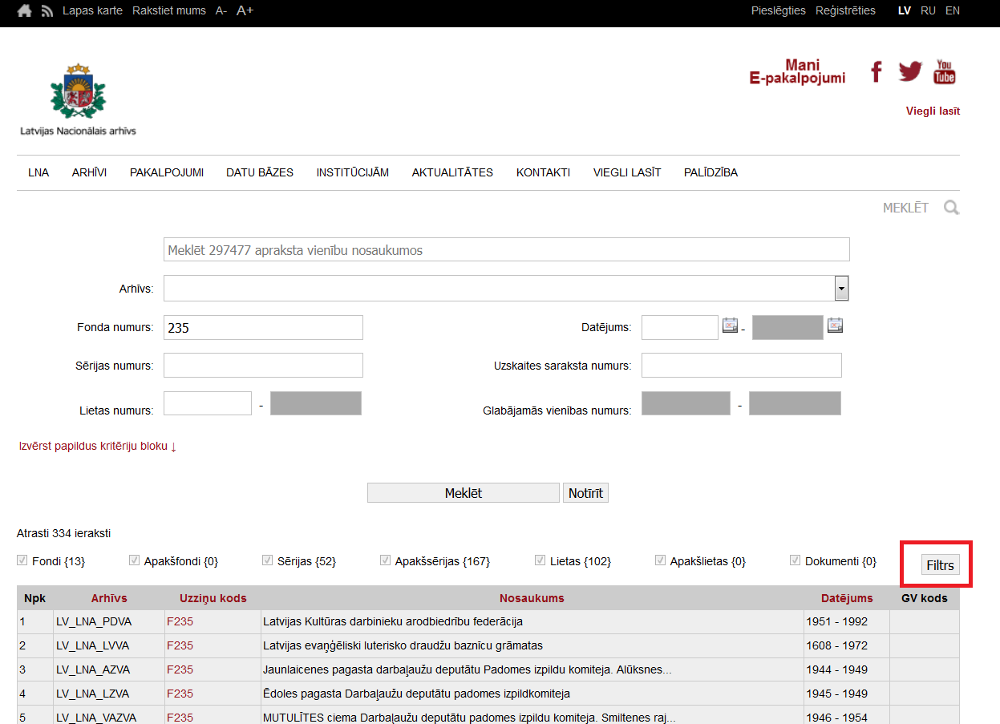 Lapas karte Rakstiet mums A- A+ Pieslēgties Reģistrēties LV RU EN
Mani
E-pakalpojumi
You
Tube
Viegli lasīt
Latvijas Nacionālais arhīvs
LNA ARHĪVI PAKALPOJUMI DATU BĀZES INSTITŪCIJĀM AKTUALITĀTES KONTAKTI VIEGLI LASĪT PALĪDZĪBA
MEKLĒT
Meklēt 297477 apraksta vienību nosaukumos
Arhīvs:
Fonda numurs: 235 Datējums: -
Sērijas numurs: Uzskaites saraksta numurs:
Lietas numurs: - Glabājamās vienības numurs: -
Izvērst papildus kritēriju bloku ↓
Meklēt Notīrīt
Atrasti 334 ieraksti
Fondi {13} Apakšfondi {0} Sērijas {52} Apakšsērijas {167} Lietas {102} Apakšlietas {0} Dokumenti {0} Filtrs
Npk Arhīvs Uzziņu kods Nosaukums Datējums GV kods
1 LV_LNA_PDVA F235 Latvijas Kultūras darbinieku arodbiedrību federācija 1951 - 1992
2 LV_LNA_LVVA F235 Latvijas evaņģēliski luterisko draudžu baznīcu grāmatas 1608 - 1972
3 LV_LNA_AZVA F235 Jaunlaicenes pagasta darbaļaužu deputātu Padomes izpildu komiteja. Alūksnes... 1944 - 1949
4 LV_LNA_LZVA F235 Ēdoles pagasta Darbaļaužu deputātu padomes izpildkomiteja 1945 - 1949
5 LV_LNA_VAZVA F235 MUTULĪTES ciema Darbaļaužu deputātu padomes izpildu komiteja. Smiltenes raj... 1946 - 1954